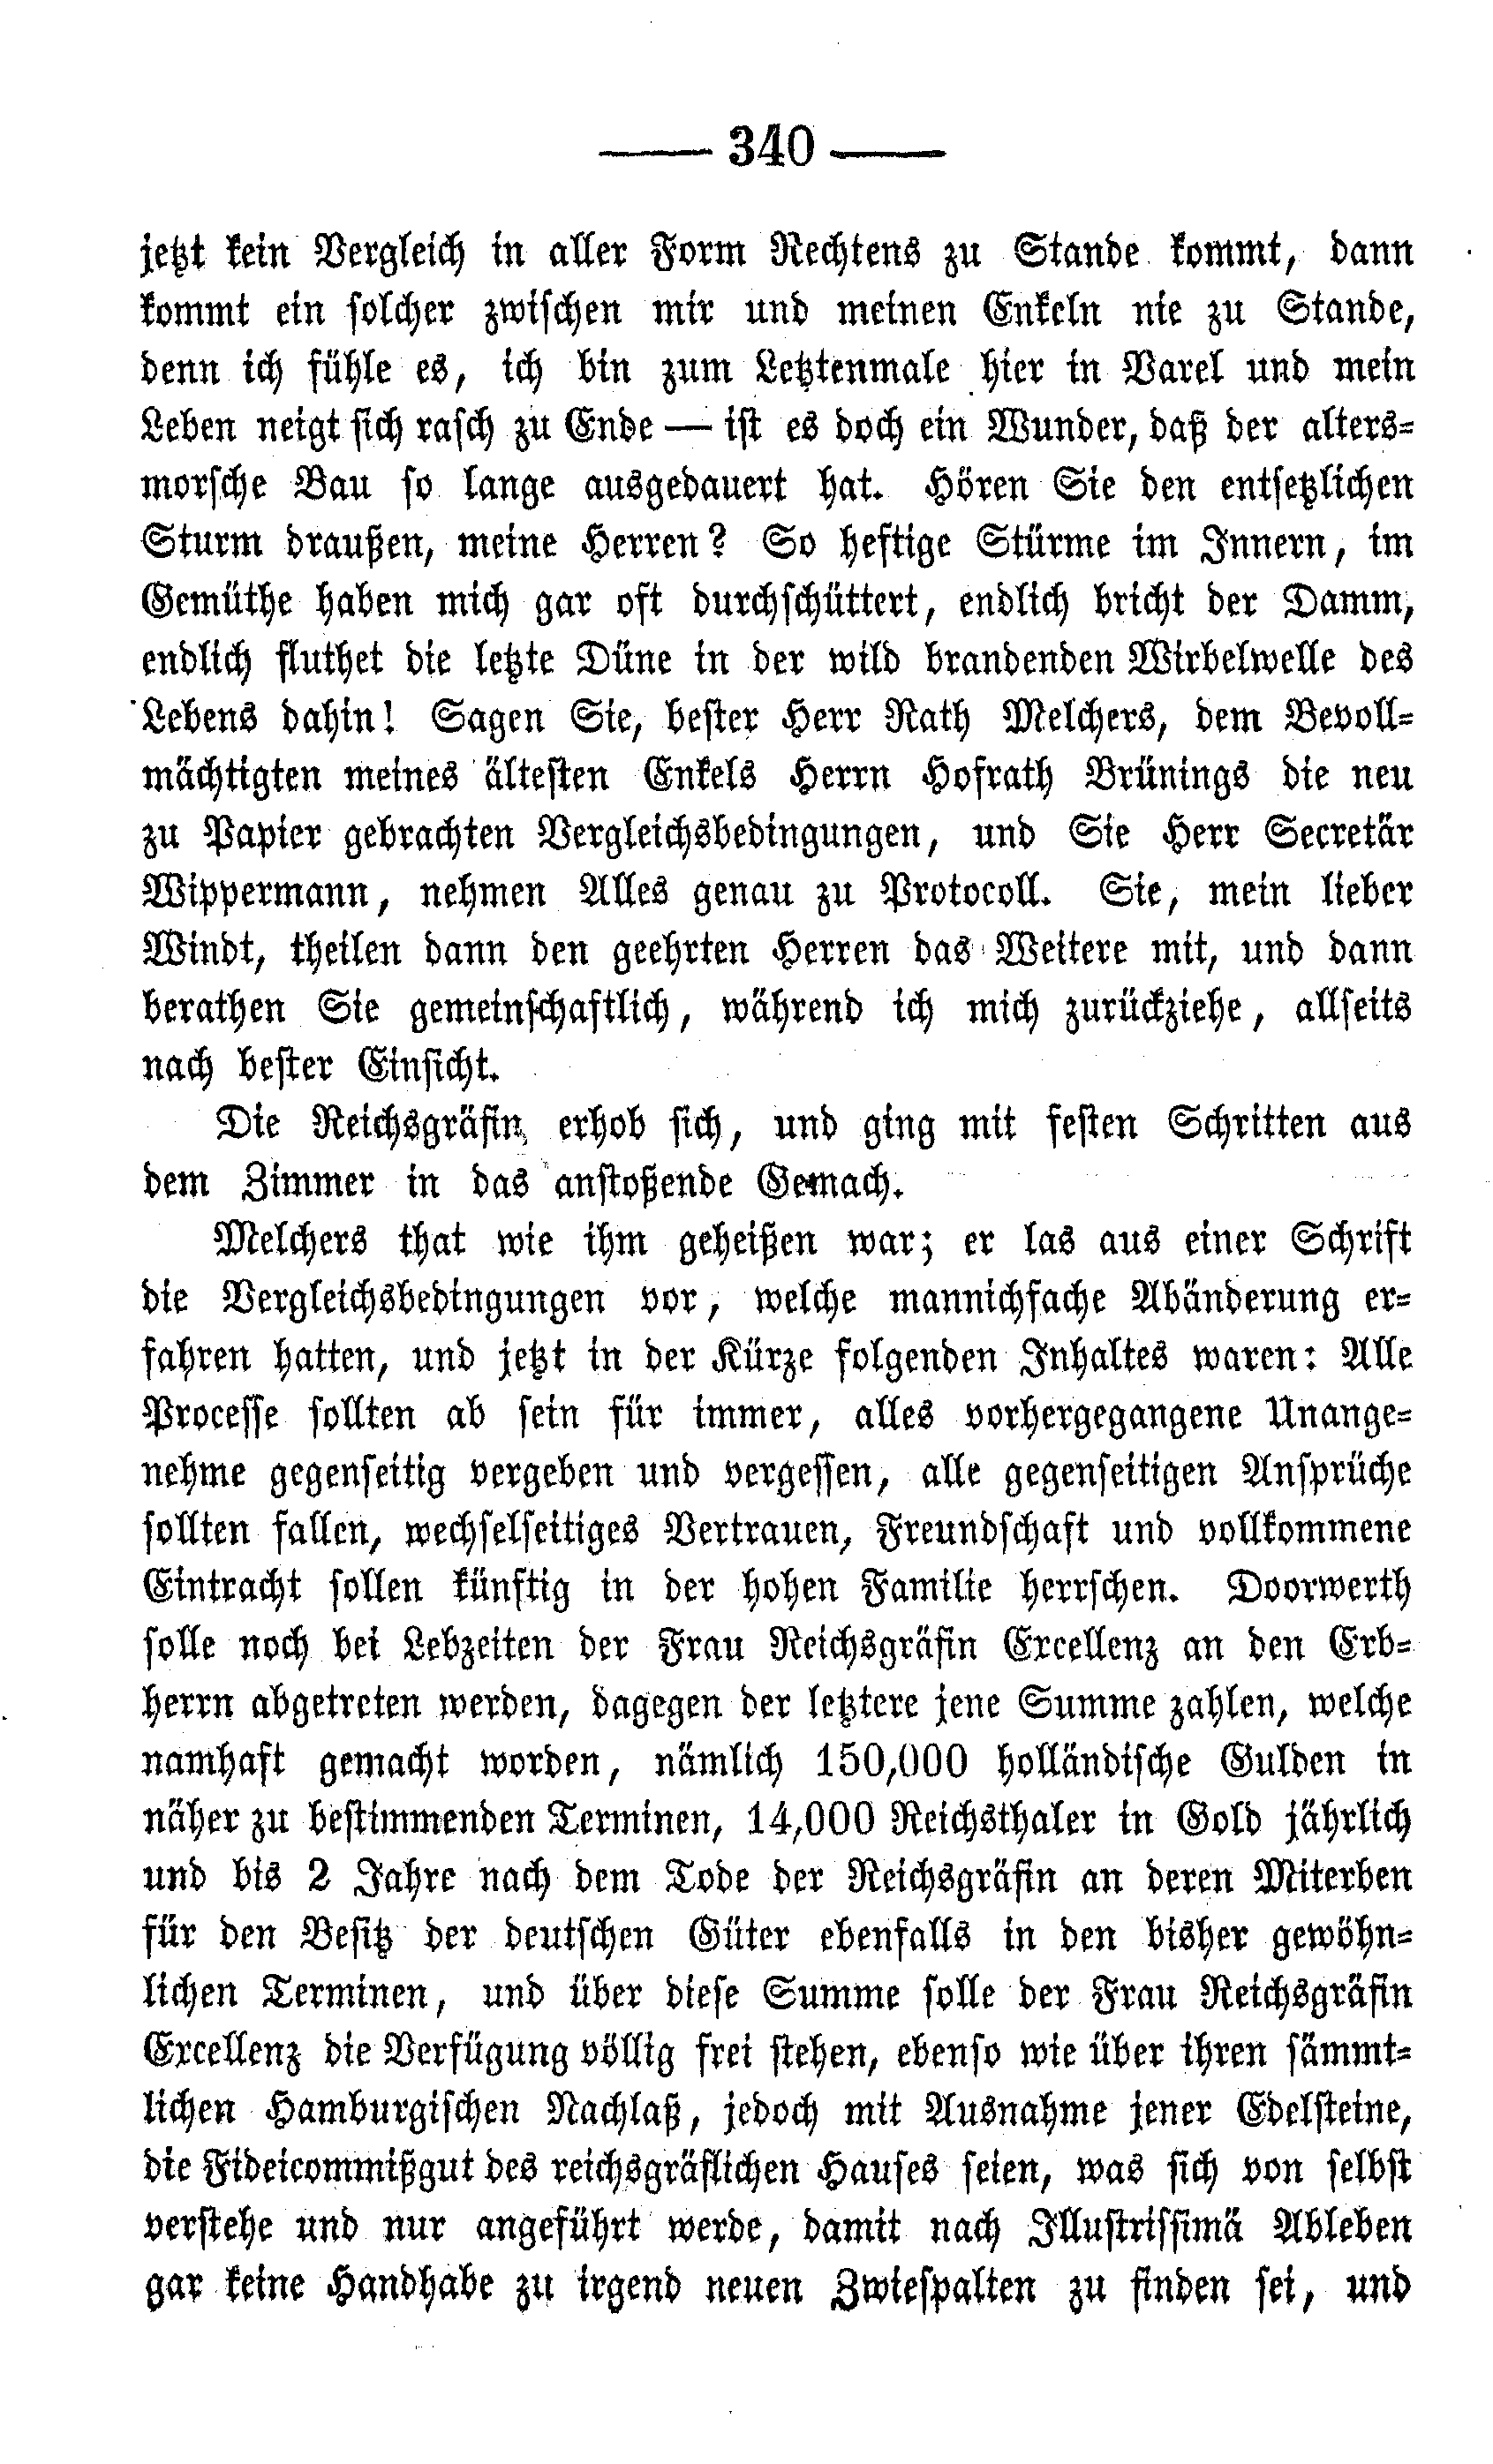 — 340 —
jetzt kein Vergleich in aller Form Rechtens zu Stande kommt, dann
kommt ein solcher zwischen mir und meinen Enkeln nie zu Stande,
denn ich fühle es, ich bin zum Letztenmale hier in Varel und mein
Leben neigt sich rasch zu Ende — ist es doch ein Wunder, daß der alters-
morsche Bau so lange ausgedauert hat. Hören Sie den entsetzlichen
Sturm draußen, meine Herren? So heftige Stürme im Innern, im
Gemüthe haben mich gar oft durchschüttert, endlich bricht der Damm,
endlich fluthet die letzte Düne in der wild brandenden Wirbelwelle des
Lebens dahin! Sagen Sie, bester Herr Rath Melchers, dem Bevoll-
mächtigten meines ältesten Enkels Herrn Hofrath Brünings die neu
zu Papier gebrachten Vergleichsbedingungen, und Sie Herr Secretär
Wippermann, nehmen Alles genau zu Protocoll. Sie, mein lieber
Windt, theilen dann den geehrten Herren das Weitere mit, und dann
berathen Sie gemeinschaftlich, während ich mich zurückziehe, allseits
nach bester Einsicht.
Die Reichsgräfin erhob sich, und ging mit festen Schritten aus
dem Zimmer in das anstoßende Gemach.
Melchers that wie ihm geheißen war; er las aus einer Schrift
die Vergleichsbedingungen vor, welche mannichfache Abänderung er-
fahren hatten, und jetzt in der Kürze folgenden Inhaltes waren: Alle
Processe sollten ab sein für immer, alles vorhergegangene Unange-
nehme gegenseitig vergeben und vergessen, alle gegenseitigen Ansprüche
sollten fallen, wechselseitiges Vertrauen, Freundschaft und vollkommene
Eintracht sollen künftig in der hohen Familie herrschen. Doorwerth
solle noch bei Lebzeiten der Frau Reichsgräfin Excellenz an den Erb-
herrn abgetreten werden, dagegen der letztere jene Summe zahlen, welche
namhaft gemacht worden, nämlich 150,000 holländische Gulden in
näher zu bestimmenden Terminen, 14,000 Reichsthaler in Gold jährlich
und bis 2 Jahre nach dem Tode der Reichsgräfin an deren Miterben
für den Besitz der deutschen Güter ebenfalls in den bisher gewöhn-
lichen Terminen, und über diese Summe solle der Frau Reichsgräfin
Excellenz die Verfügung völlig frei stehen, ebenso wie über ihren sämmt-
lichen Hamburgischen Nachlaß, jedoch mit Ausnahme jener Edelsteine,
die Fideicommißgut des reichsgräflichen Hauses seien, was sich von selbst
verstehe und nur angeführt werde, damit nach Illustrissimä Ableben
gar keine Handhabe zu irgend neuen Zwiespalten zu finden sei, und